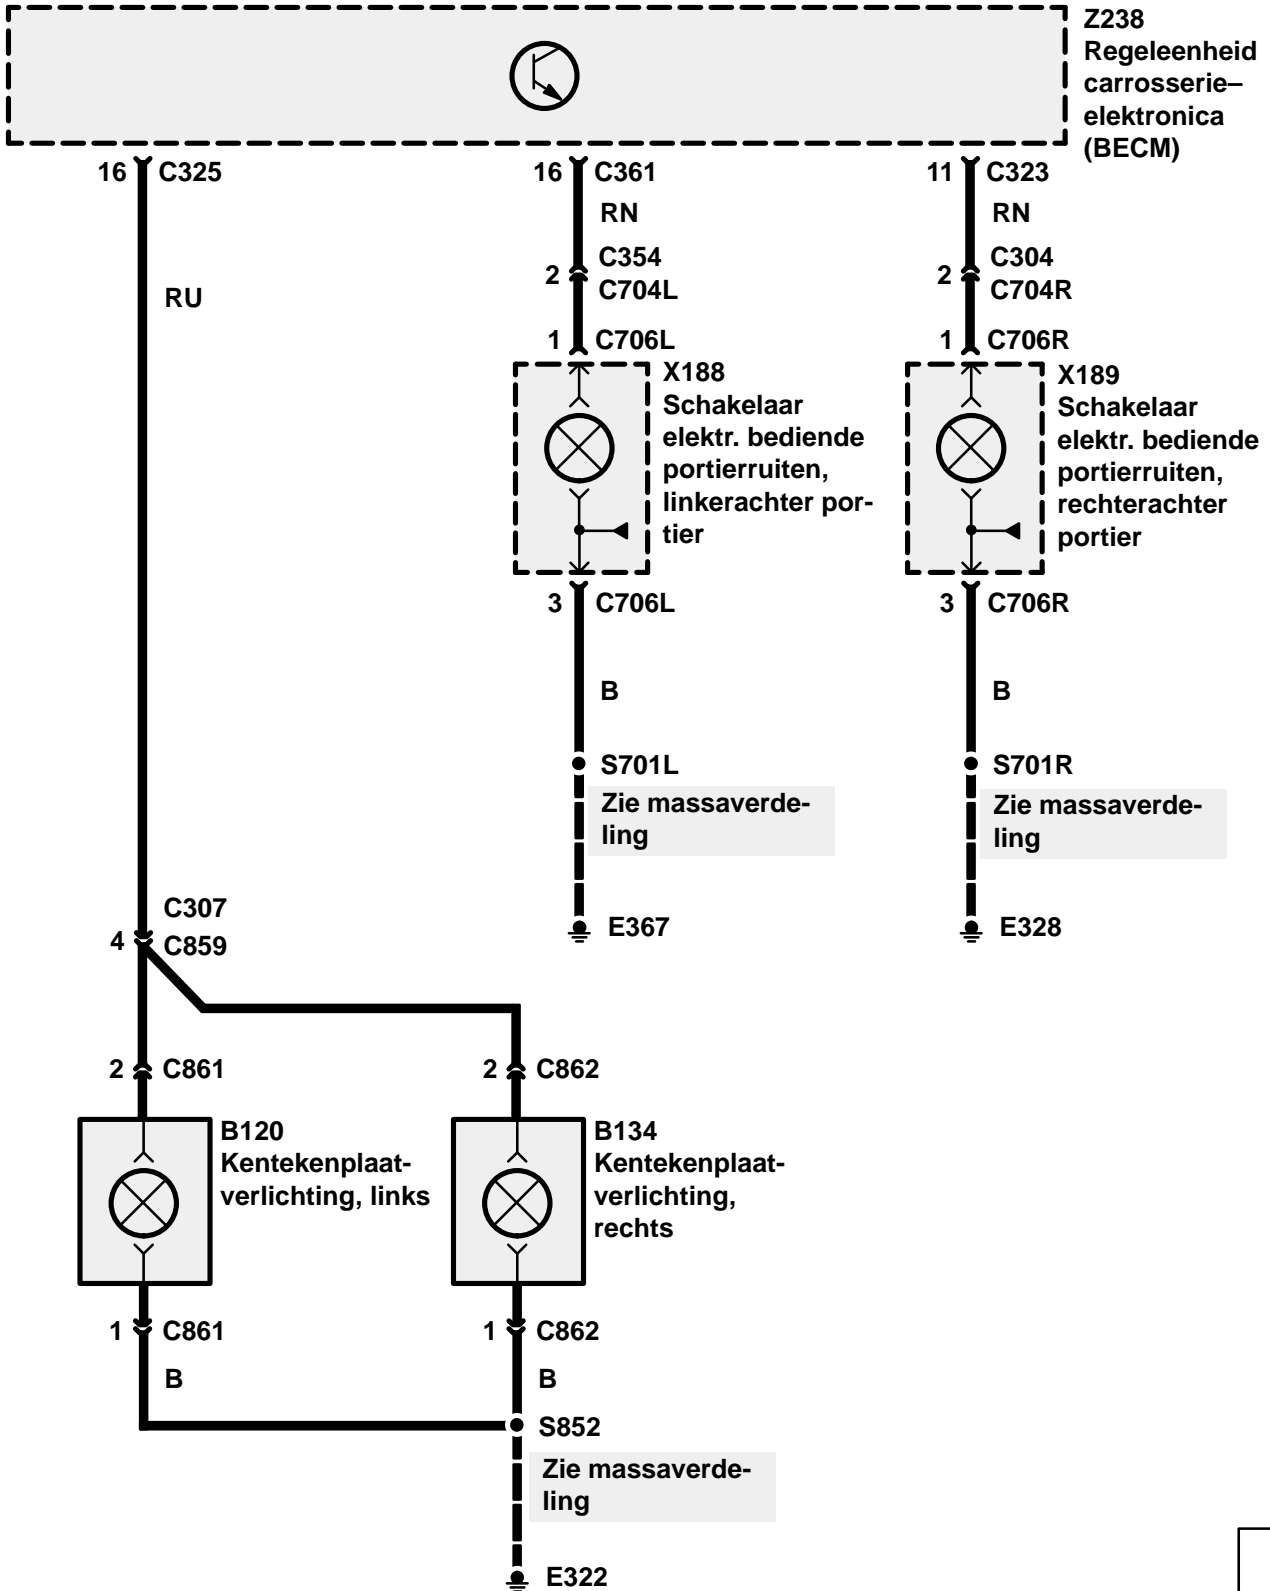 Z238
Regeleenheid
carrosserie–
elektronica
(BECM)
16 C325
16 C361
11 C323
RN
RN
C354
2
C704L
C304
2
C704R
RU
1 C706L
1 C706R
X188
Schakelaar
elektr. bediende
portierruiten,
linkerachter por-
tier
X189
Schakelaar
elektr. bediende
portierruiten,
rechterachter
portier
3 C706L
3 C706R
B
B
S701L
S701R
Zie massaverde-
ling
Zie massaverde-
ling
E367
E328
C307
4
C859
2 C861
2 C862
B120
Kentekenplaat-
verlichting, links
B134
Kentekenplaat-
verlichting,
rechts
1 C861
1 C862
B
B
S852
Zie massaverde-
ling
E322